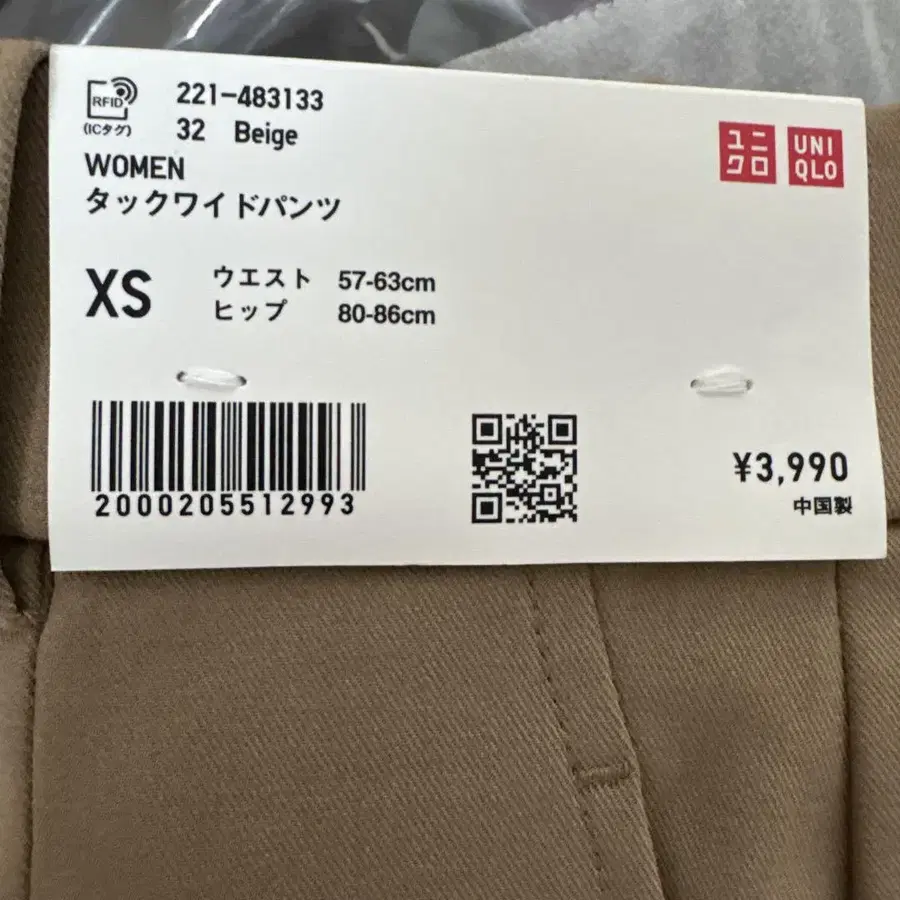 RFID
(ICタグ)
221-483133
32 Beige
WOMEN
タックワイドパンツ
ユニ
クロ
UNI
QLO
XS
ウエスト 57-63cm
ヒップ 80-86cm
2000205512993
¥3,990
中国製